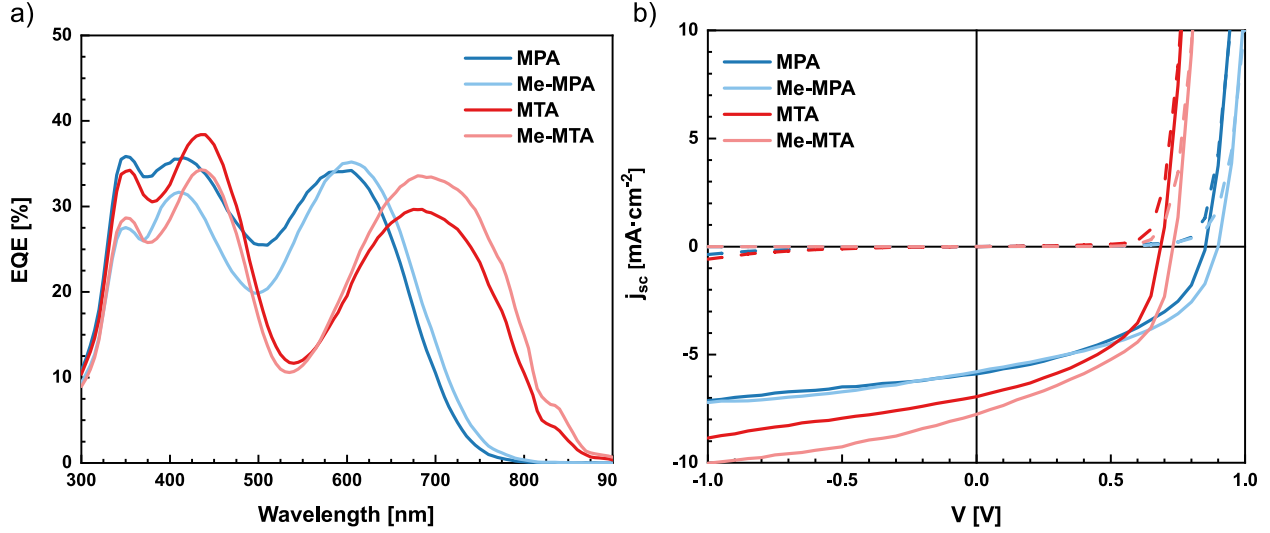 a)
EQE [%]
50
40
30
20
10
0
300
400
500
600
700
800
90
Wavelength [nm]
MPA
Me-MPA
MTA
Me-MTA
b)
j_sc [mA·cm⁻²]
10
5
0
-5
-10
-1.0
-0.5
0.0
0.5
1.0
V [V]
MPA
Me-MPA
MTA
Me-MTA